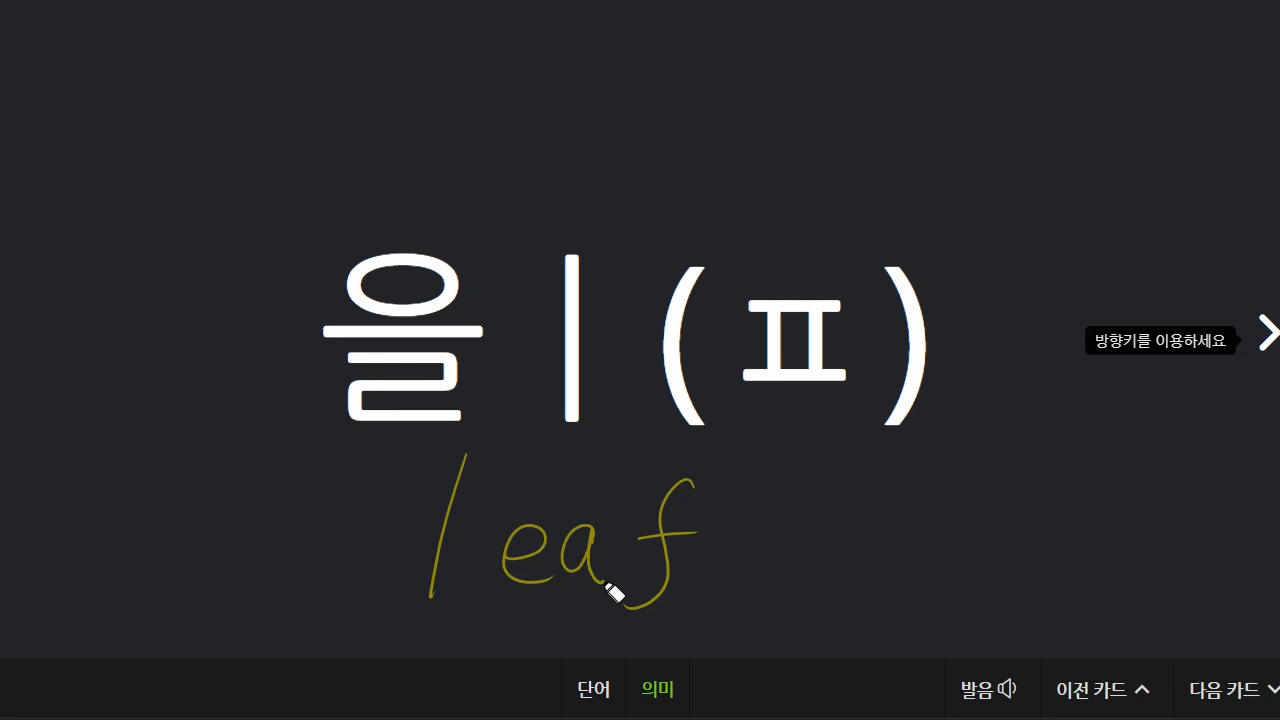 을ㅣ(ㅍ)
방향키를 이용하세요
leaf
단어 의미 발음 이전 카드 다음 카드